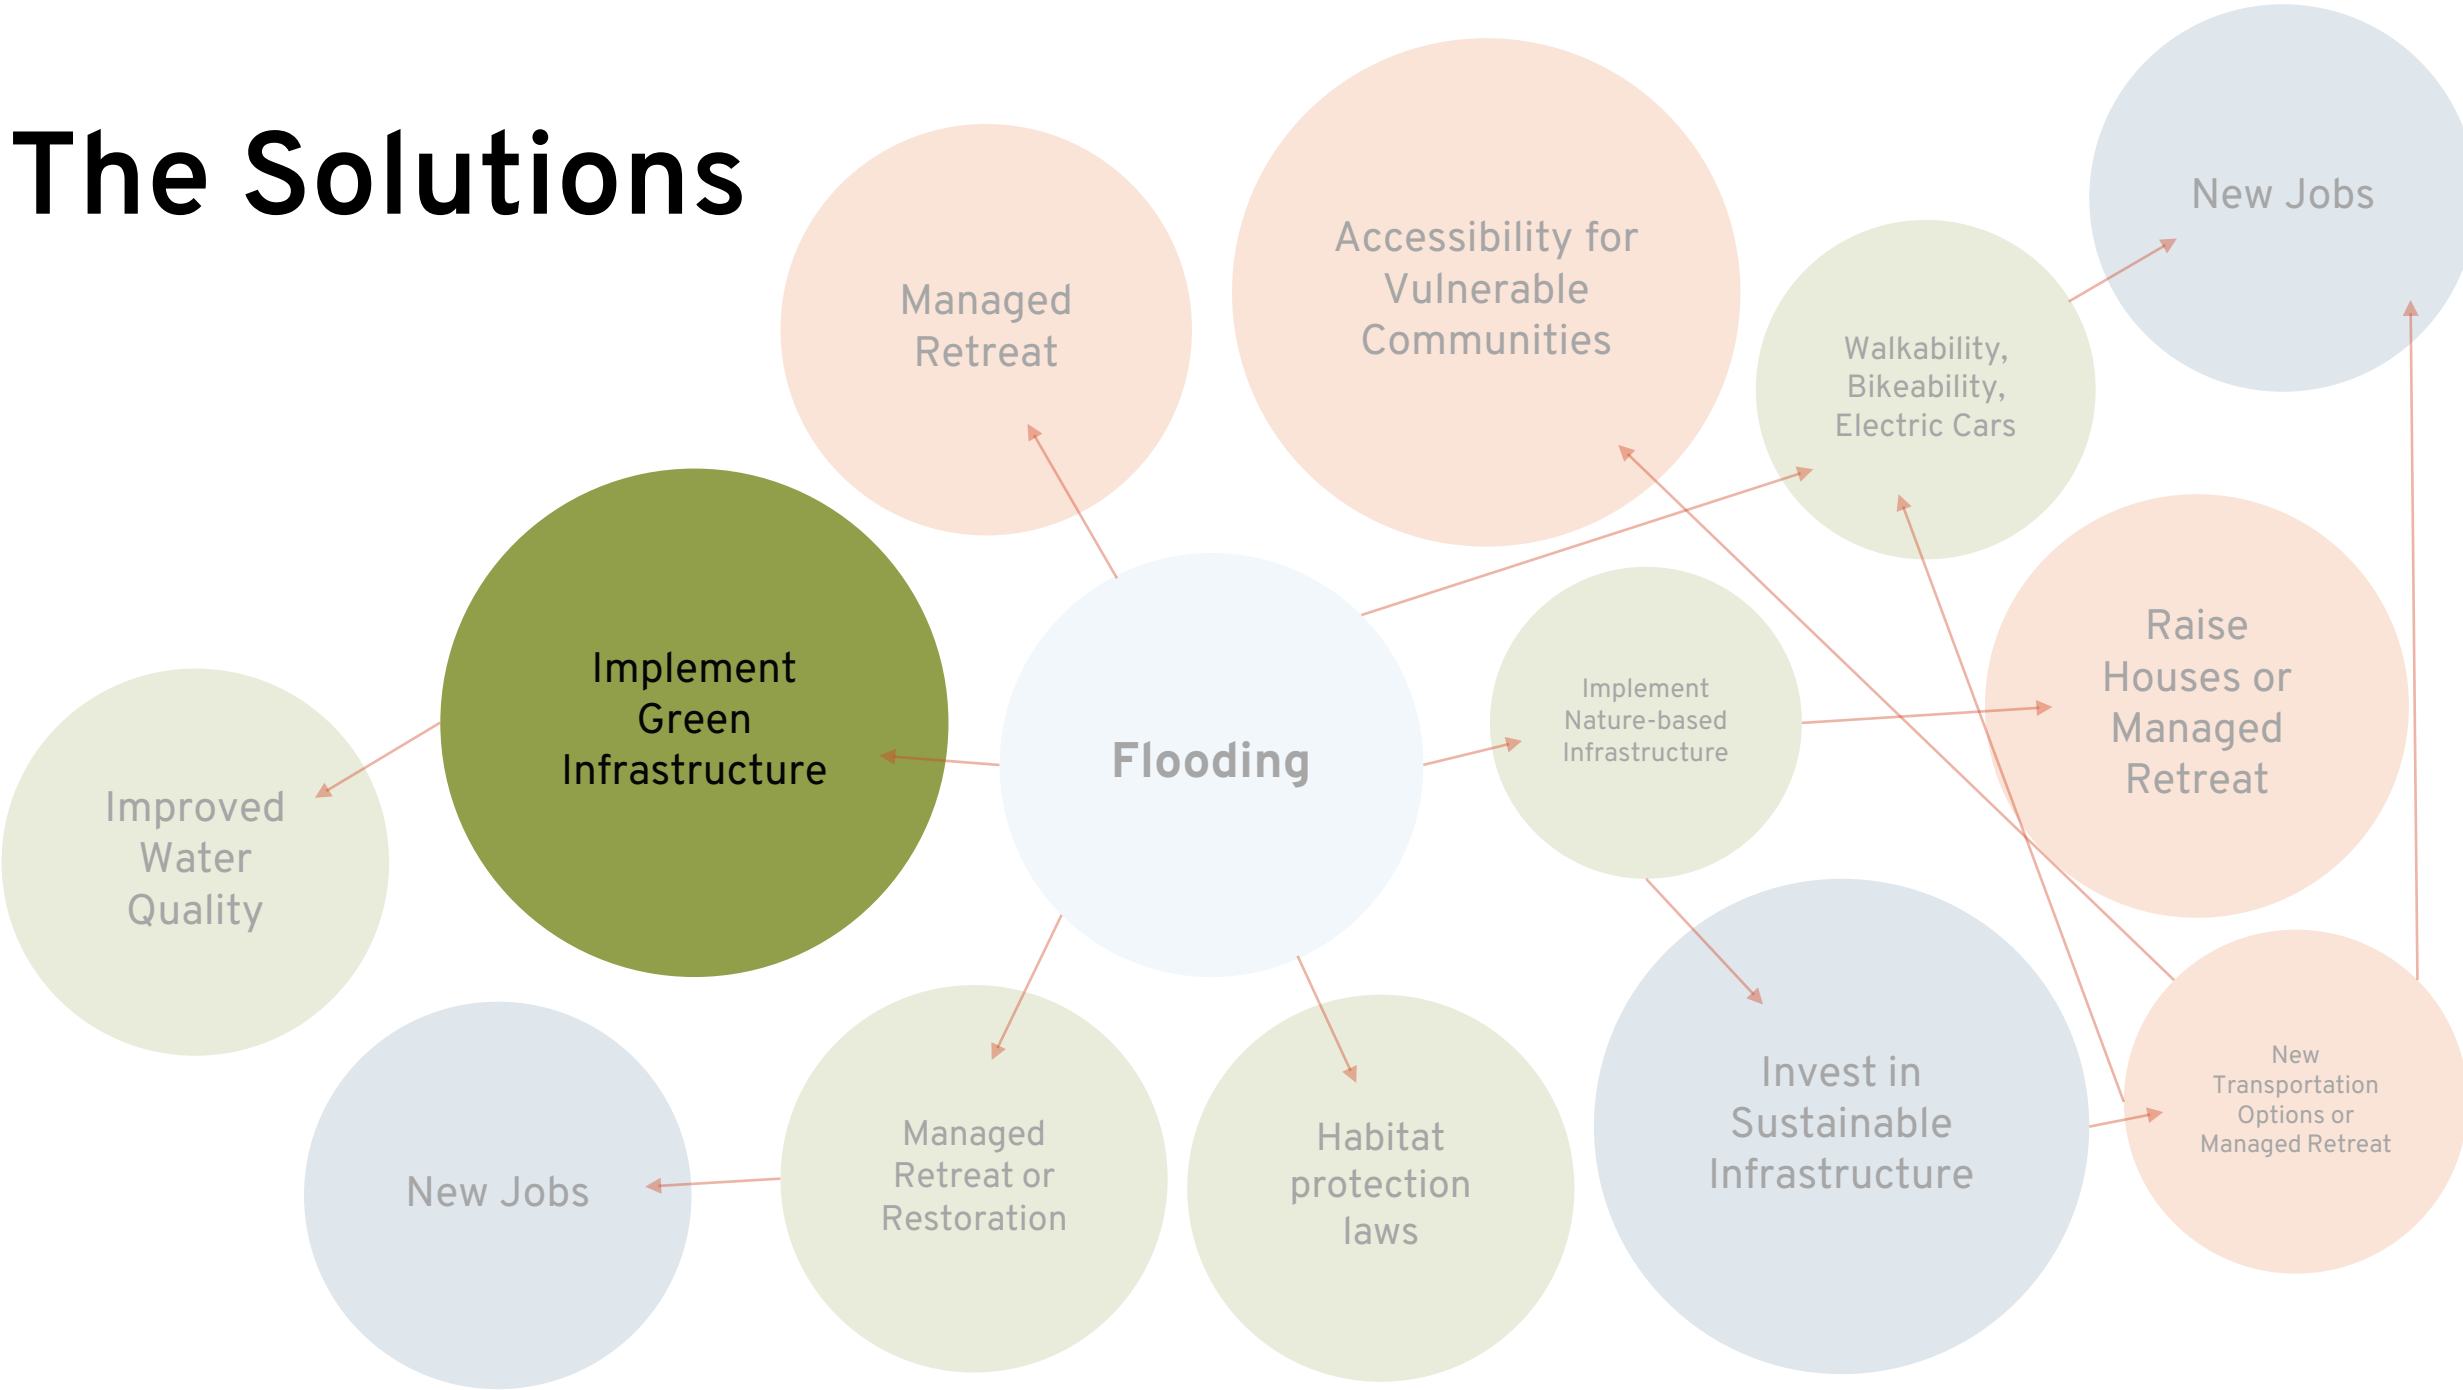 The Solutions
Managed
Retreat
Accessibility for
Vulnerable
Communities
New Jobs
Walkability,
Bikeability,
Electric Cars
Implement
Green
Infrastructure
Flooding
Implement
Nature-based
Infrastructure
Raise
Houses or
Managed
Retreat
Improved
Water
Quality
New Jobs
Managed
Retreat or
Restoration
Habitat
protection
laws
Invest in
Sustainable
Infrastructure
New
Transportation
Options or
Managed Retreat